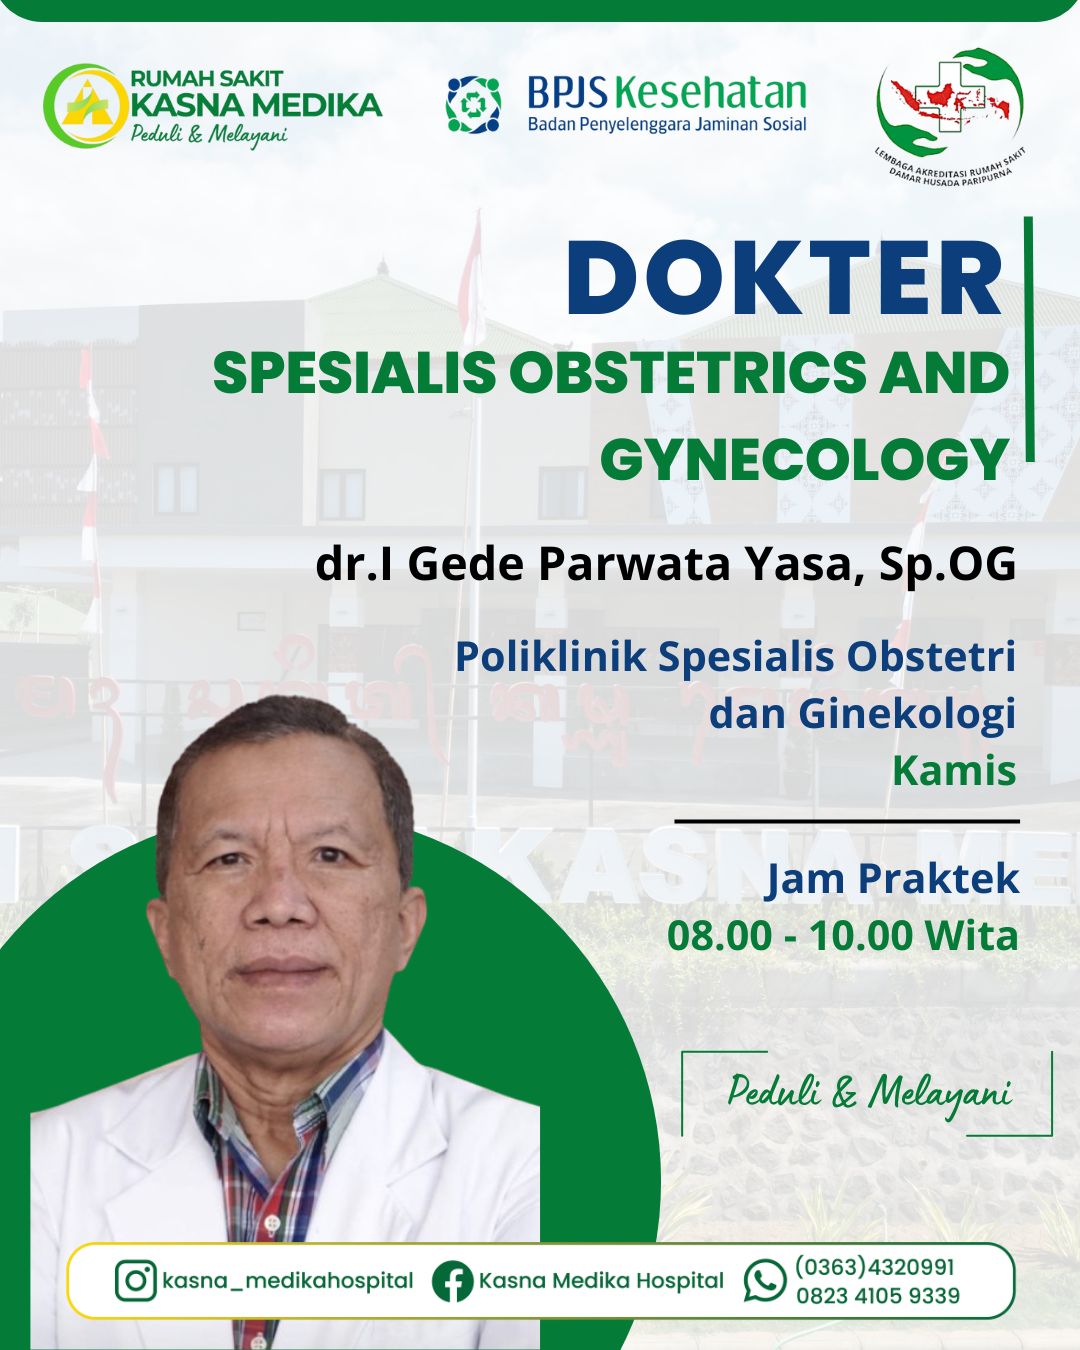 RUMAH SAKIT
KASNA MEDIKA
Peduli & Melayani
BPJS Kesehatan
Badan Penyelenggara Jaminan Sosial
LEMBAGA AKREDITASI RUMAH SAKIT
DAMAR HUSADA PARIPURNA
DOKTER
SPESIALIS OBSTETRICS AND
GYNECOLOGY
dr.I Gede Parwata Yasa, Sp.OG
Poliklinik Spesialis Obstetri
dan Ginekologi
Kamis
KASNA ME
Jam Praktek
08.00 - 10.00 Wita
Peduli & Melayani
kasna_medikahospital
Kasna Medika Hospital
(0363)4320991
0823 4105 9339